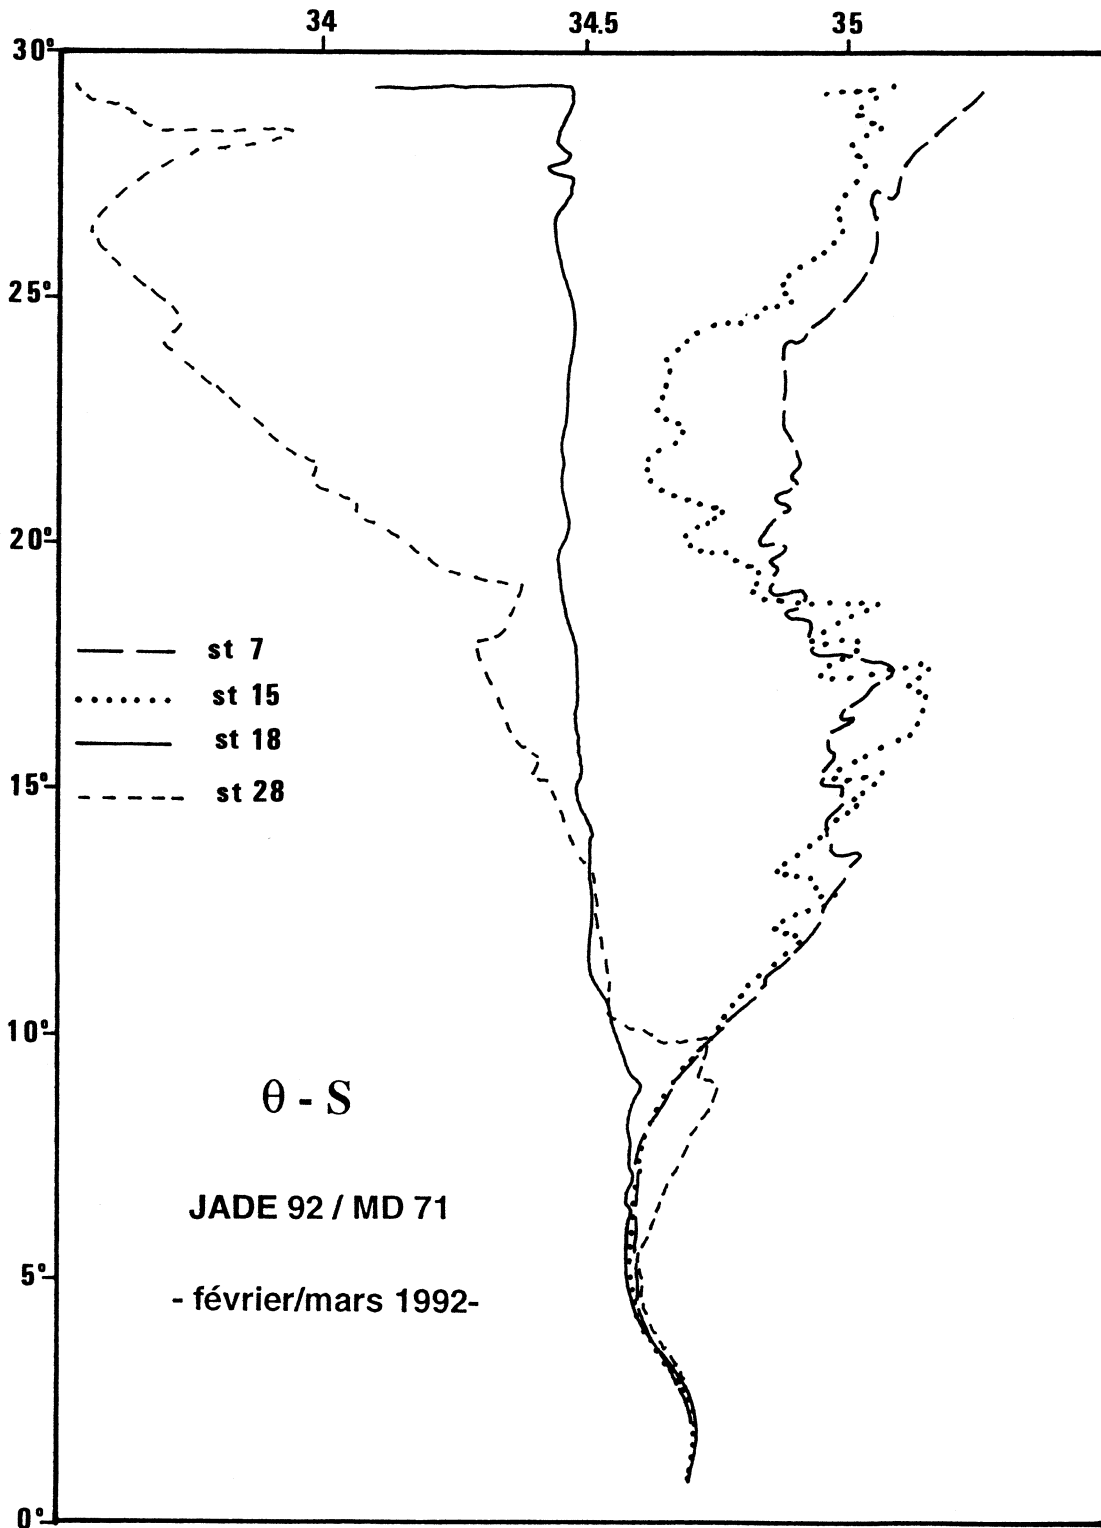 34 34.5 35
30°
25°
20°
st 7
st 15
st 18
st 28
15°
10°
θ - S
JADE 92 / MD 71
5°
- février/mars 1992-
0°